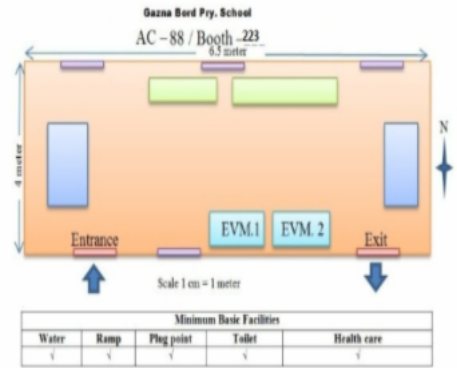 Gazna Bord Pry. School
AC – 88 / Booth -223
6.5 meter
4 meter
N
EVM.1 EVM. 2
Entrance Exit
Scale 1 cm = 1 meter
Minimum Basic Facilities
Water Ramp Plug point Toilet Health care
√ √ √ √ √